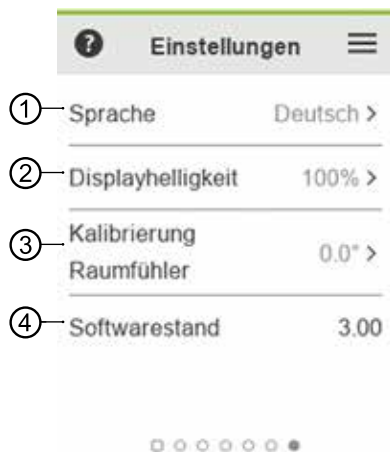 ? Einstellungen
① Sprache Deutsch >
② Displayhelligkeit 100% >
③ Kalibrierung
Raumfühler 0.0° >
④ Softwarestand 3.00